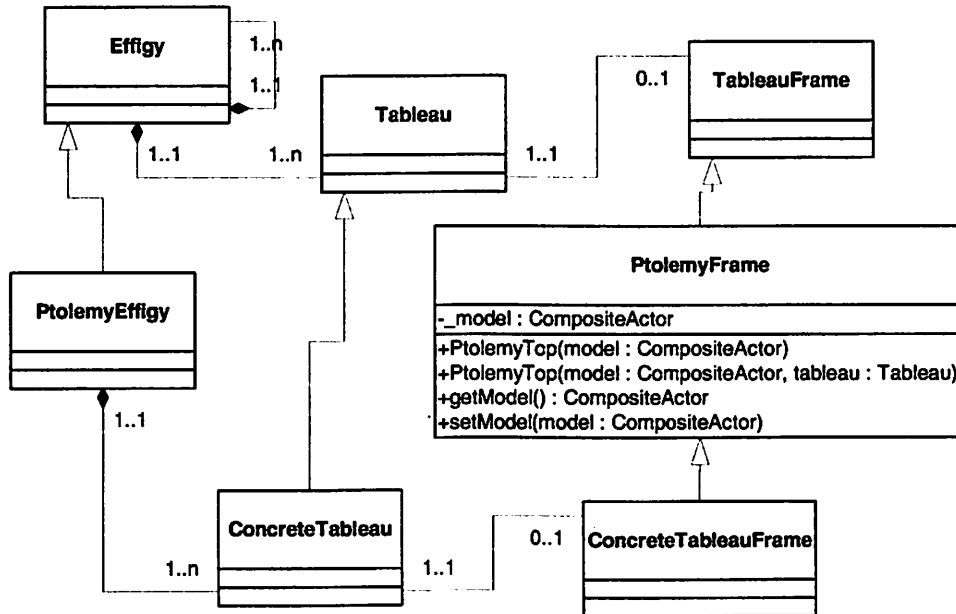 Effigy
1..n
1..1
Tableau
0..1
TableauFrame
1..1
1..n
1..1
PtolemyFrame
PtolemyEffigy
-_model : CompositeActor
+PtolemyTop(model : CompositeActor)
+PtolemyTop(model : CompositeActor, tableau : Tableau)
+getModel() : CompositeActor
+setModel(model : CompositeActor)
1..1
ConcreteTableau
0..1
ConcreteTableauFrame
1..n
1..1